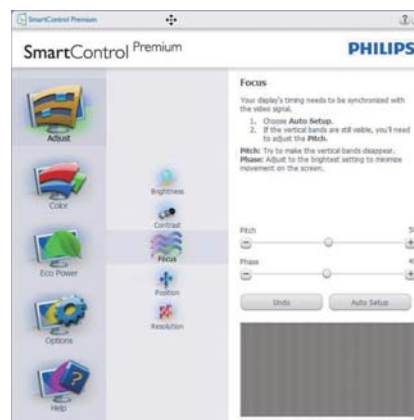 SmartControl Premium
SmartControl Premium
PHILIPS
Adjust
Color
Eco Power
Options
Help
Brightness
Contrast
Focus
Position
Resolution
Focus
Your display's timing needs to be synchronized with
the video signal.
1. Choose Auto Setup.
2. If the vertical bands are still visible, you'll need
to adjust the Pitch.
Pitch: Try to make the vertical bands disappear.
Phase: Adjust to the brightest setting to minimize
movement on the screen.
Pitch
Phase
Undo
Auto Setup